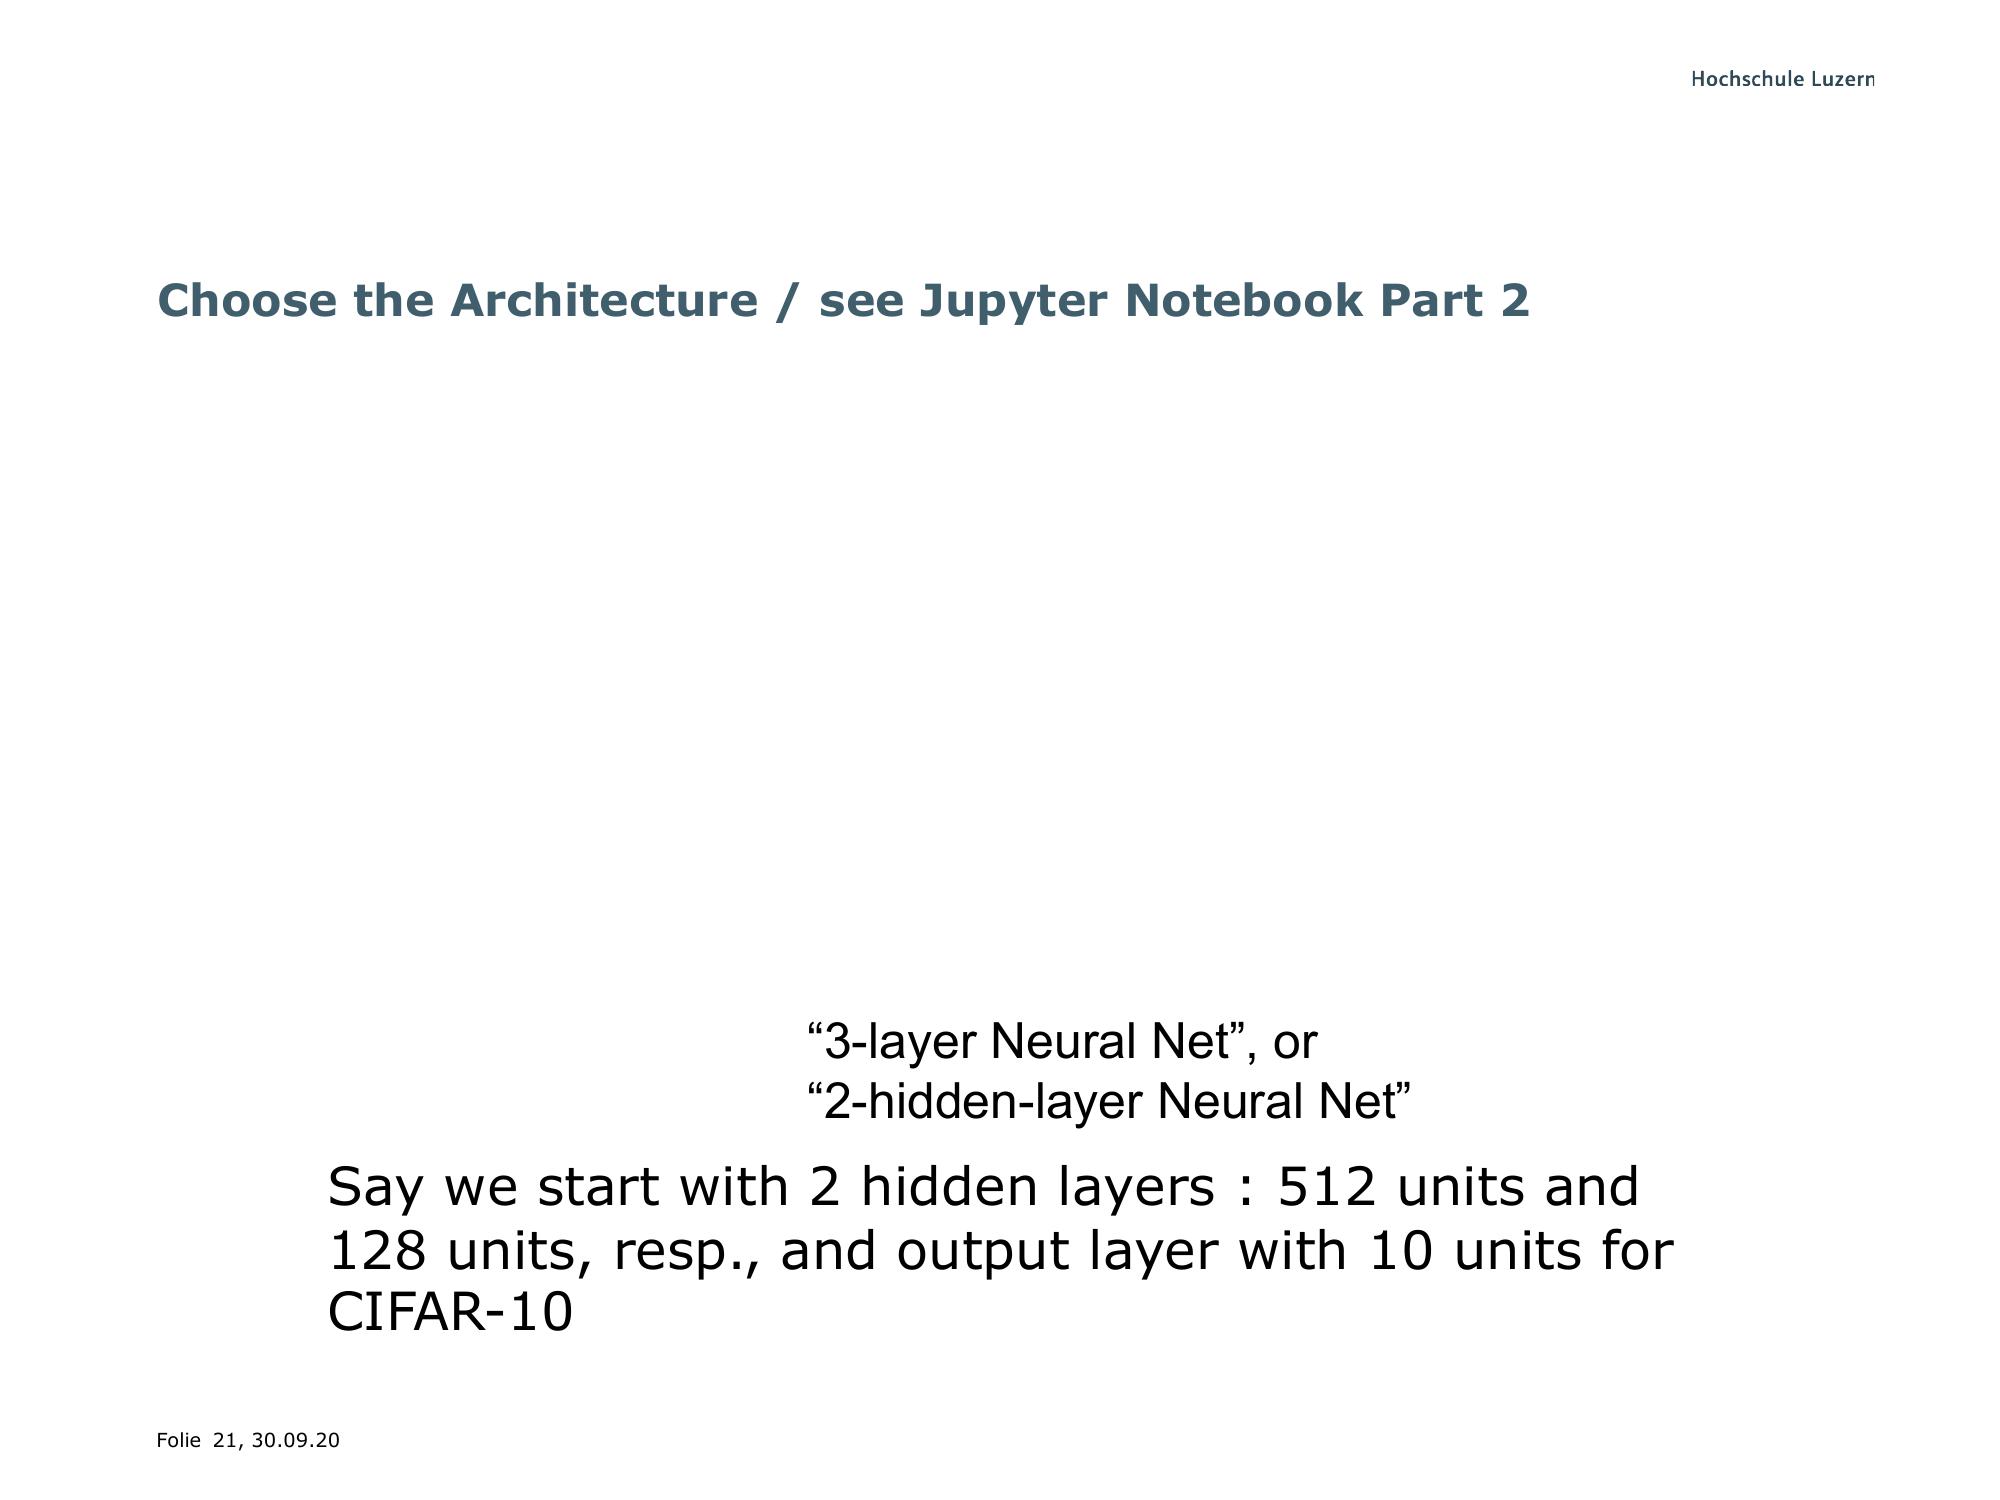 Hochschule Luzern
Choose the Architecture / see Jupyter Notebook Part 2
“3-layer Neural Net”, or
“2-hidden-layer Neural Net”
Say we start with 2 hidden layers : 512 units and
128 units, resp., and output layer with 10 units for
CIFAR-10
Folie 21, 30.09.20